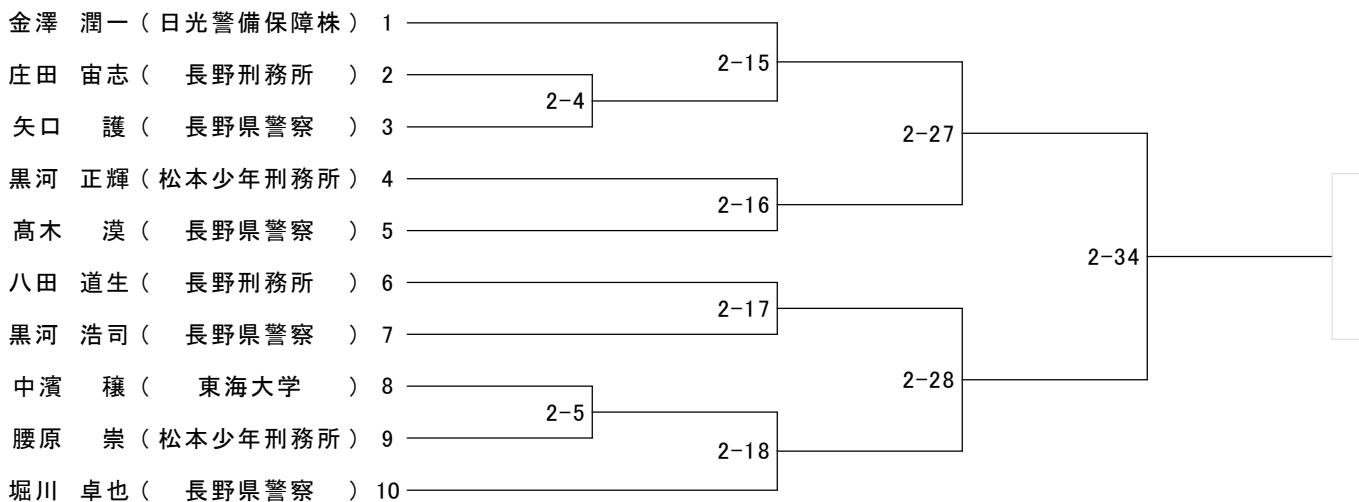 金澤 潤一(日光警備保障株) 1
2-15
庄田 宙志( 長野刑務所 ) 2
2-4
矢口 護( 長野県警察 ) 3
2-27
黒河 正輝(松本少年刑務所) 4
2-16
髙木 漠( 長野県警察 ) 5
2-34
八田 道生( 長野刑務所 ) 6
2-17
黒河 浩司( 長野県警察 ) 7
2-28
中濱 穣( 東海大学 ) 8
2-5
腰原 崇(松本少年刑務所) 9
2-18
堀川 卓也( 長野県警察 ) 10